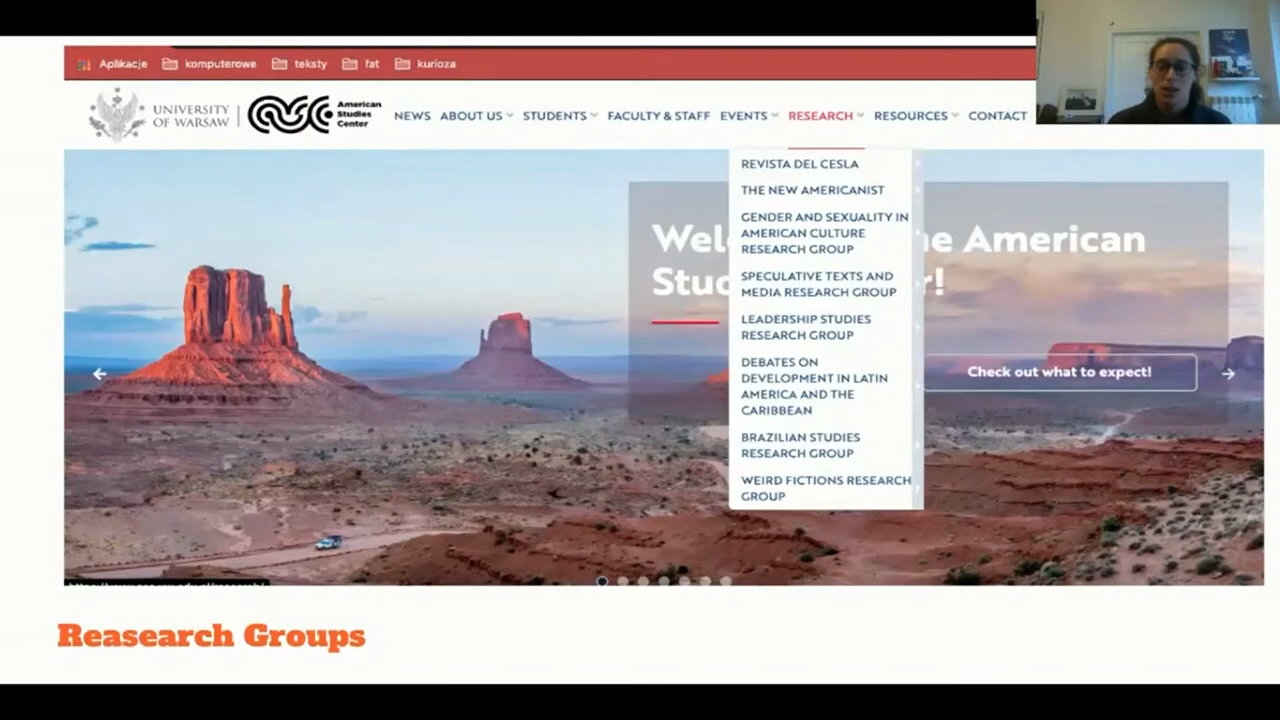 Aplikacje komputerowe teksty fat kurioza
UNIVERSITY
OF WARSAW
American
Studies
Center
NEWS ABOUT US STUDENTS FACULTY & STAFF EVENTS RESEARCH RESOURCES CONTACT
REVISTA DEL CESLA
THE NEW AMERICANIST
GENDER AND SEXUALITY IN
AMERICAN CULTURE
RESEARCH GROUP
SPECULATIVE TEXTS AND
MEDIA RESEARCH GROUP
LEADERSHIP STUDIES
RESEARCH GROUP
DEBATES ON
DEVELOPMENT IN LATIN
AMERICA AND THE
CARIBBEAN
BRAZILIAN STUDIES
RESEARCH GROUP
WEIRD FICTIONS RESEARCH
GROUP
American
Check out what to expect!
Reasearch Groups